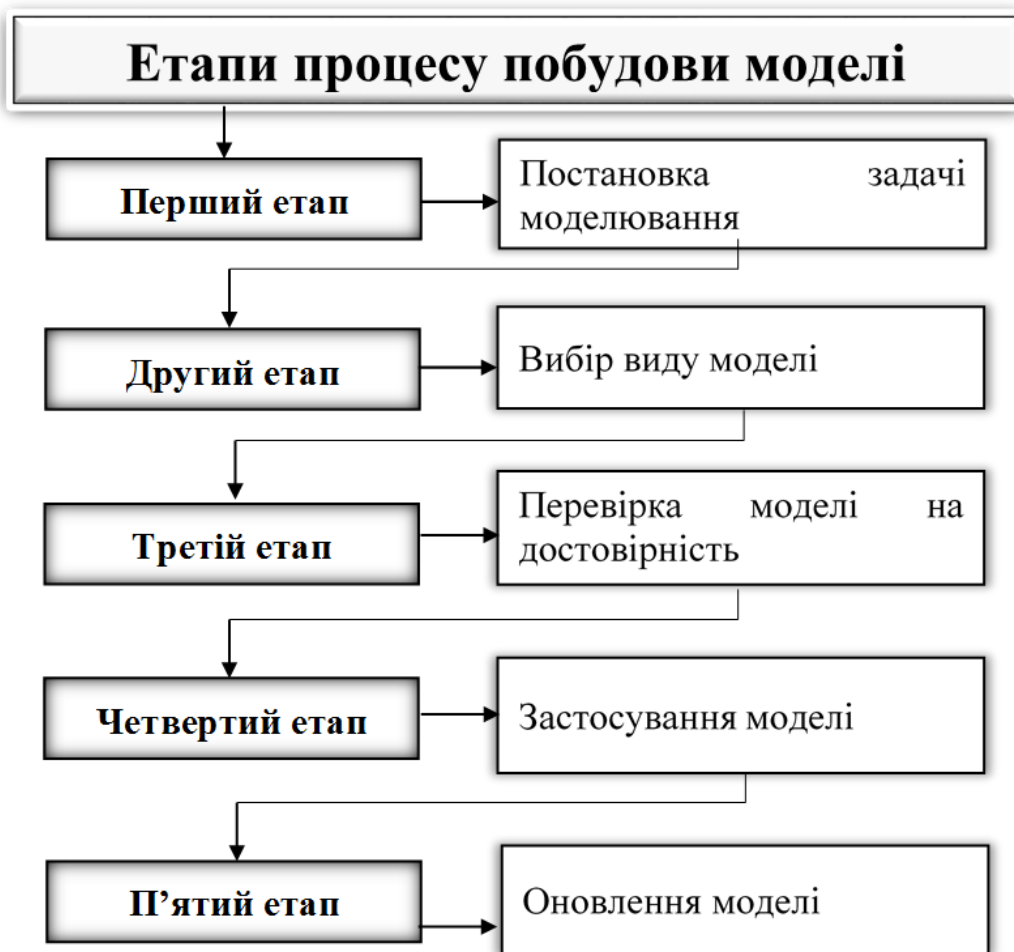 Етапи процесу побудови моделі
Перший етап
Постановка задачі
моделювання
Другий етап
Вибір виду моделі
Третій етап
Перевірка моделі на
достовірність
Четвертий етап
Застосування моделі
П’ятий етап
Оновлення моделі